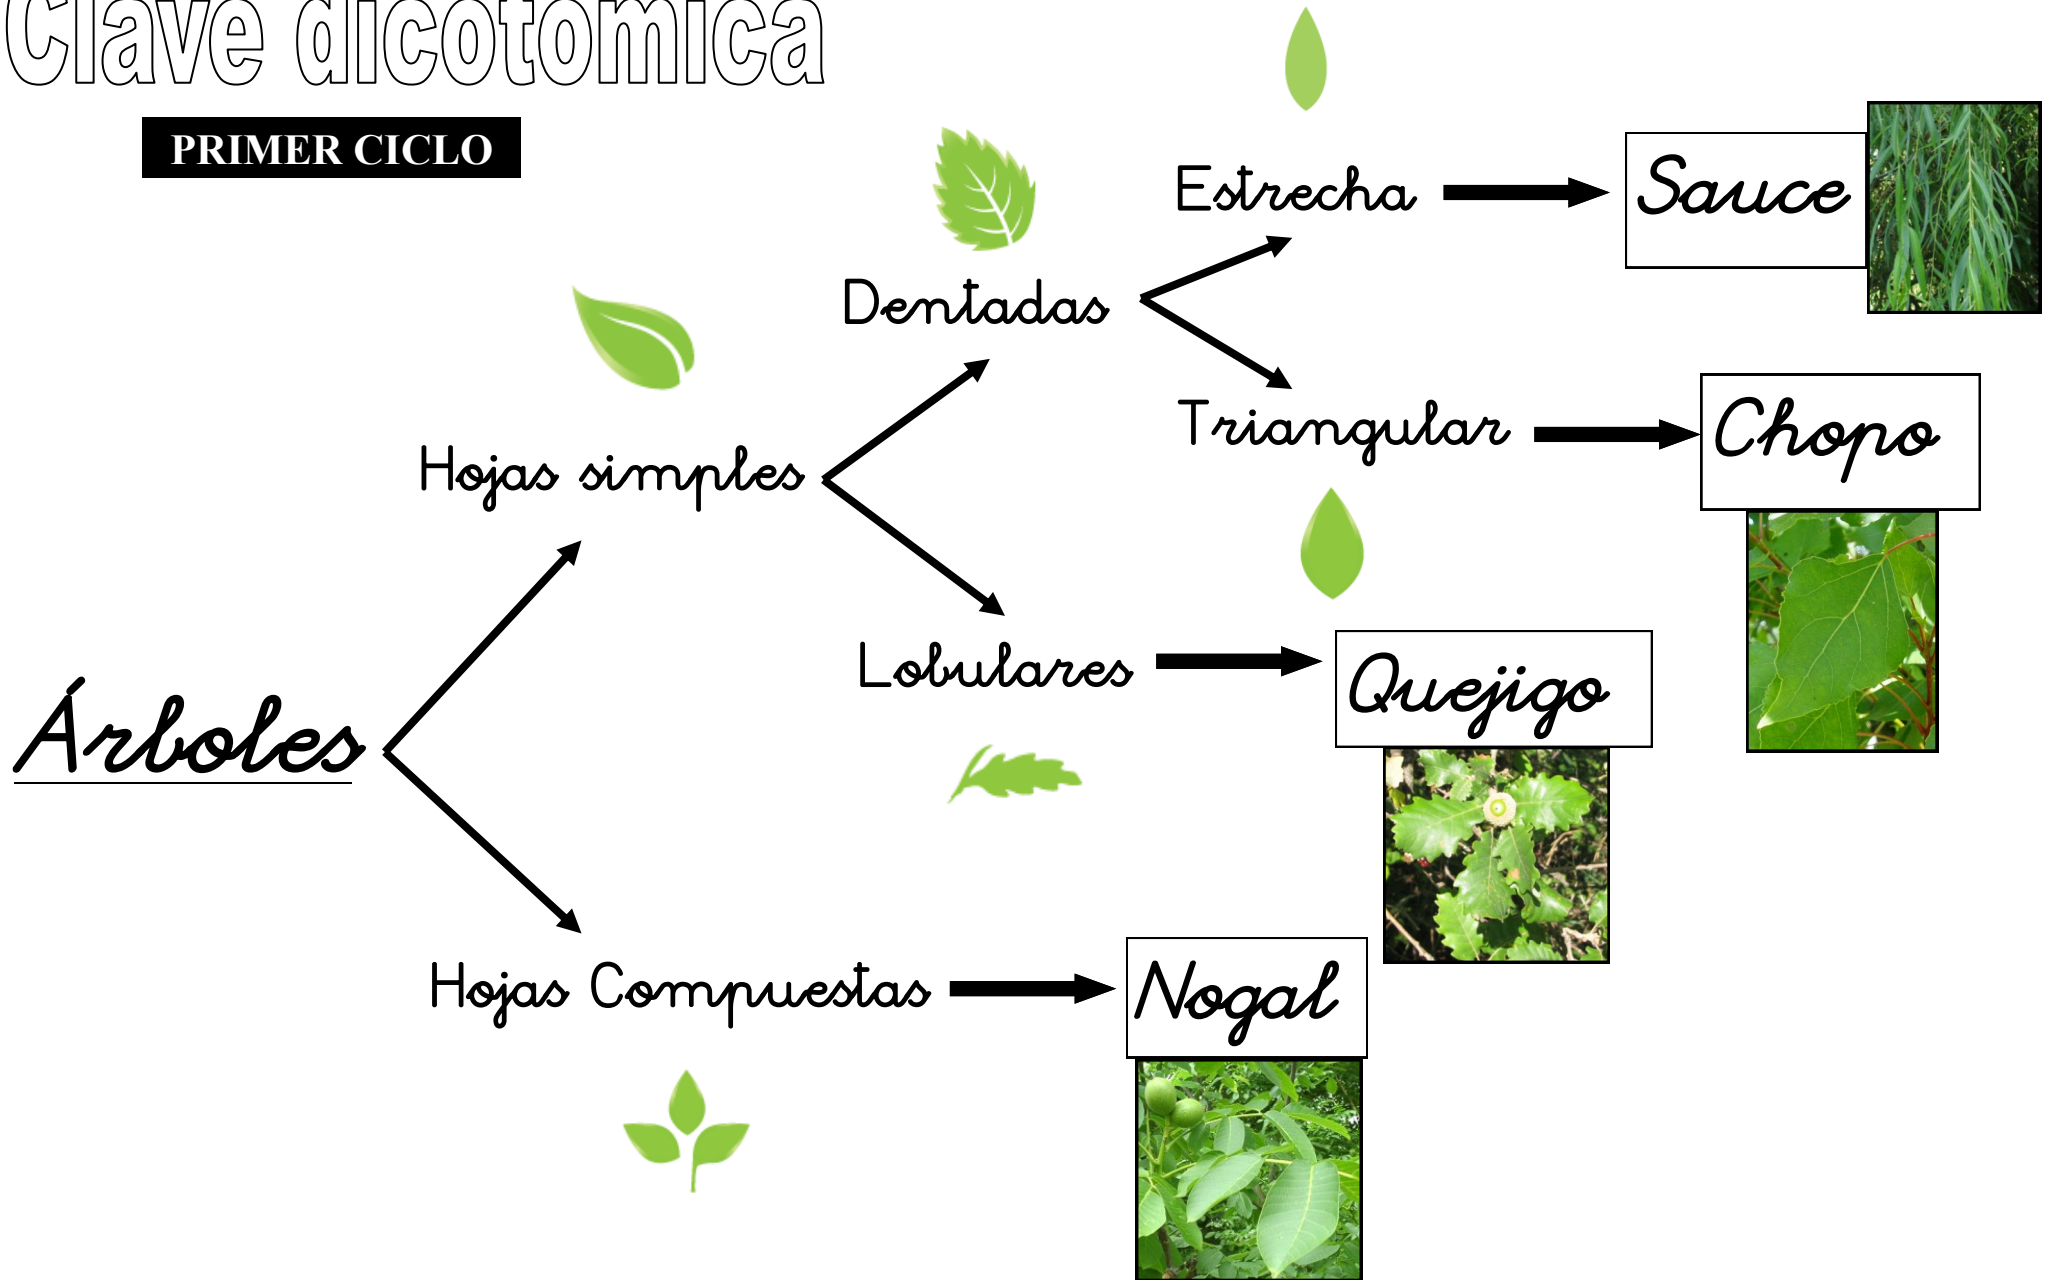 Clave dicotomica
PRIMER CICLO
Estrecha
Sauce
Dentadas
Triangular
Chopo
Hojas simples
Lobulares
Quejigo
Árboles
Hojas Compuestas
Nogal